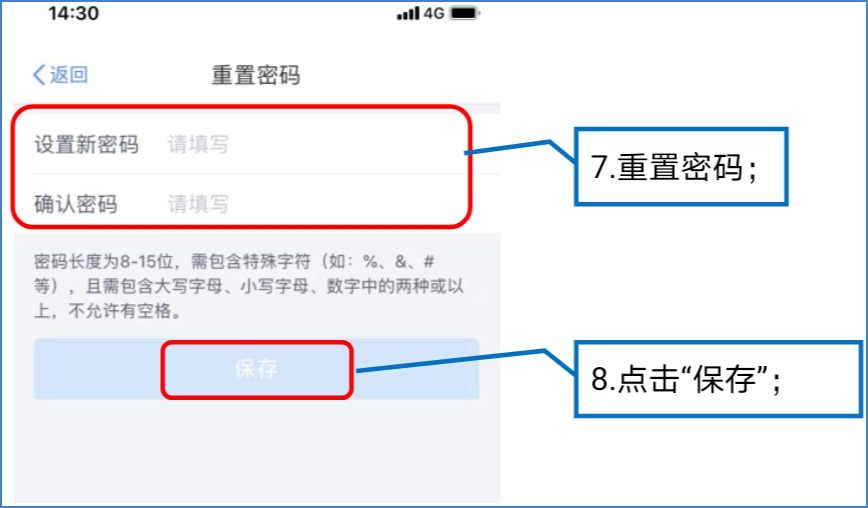 14:30 4G
返回 重置密码
设置新密码 请填写
确认密码 请填写
7.重置密码；
密码长度为8-15位，需包含特殊字符（如：%、&、#
等），且需包含大写字母、小写字母、数字中的两种或以
上，不允许有空格。
保存
8.点击“保存”；